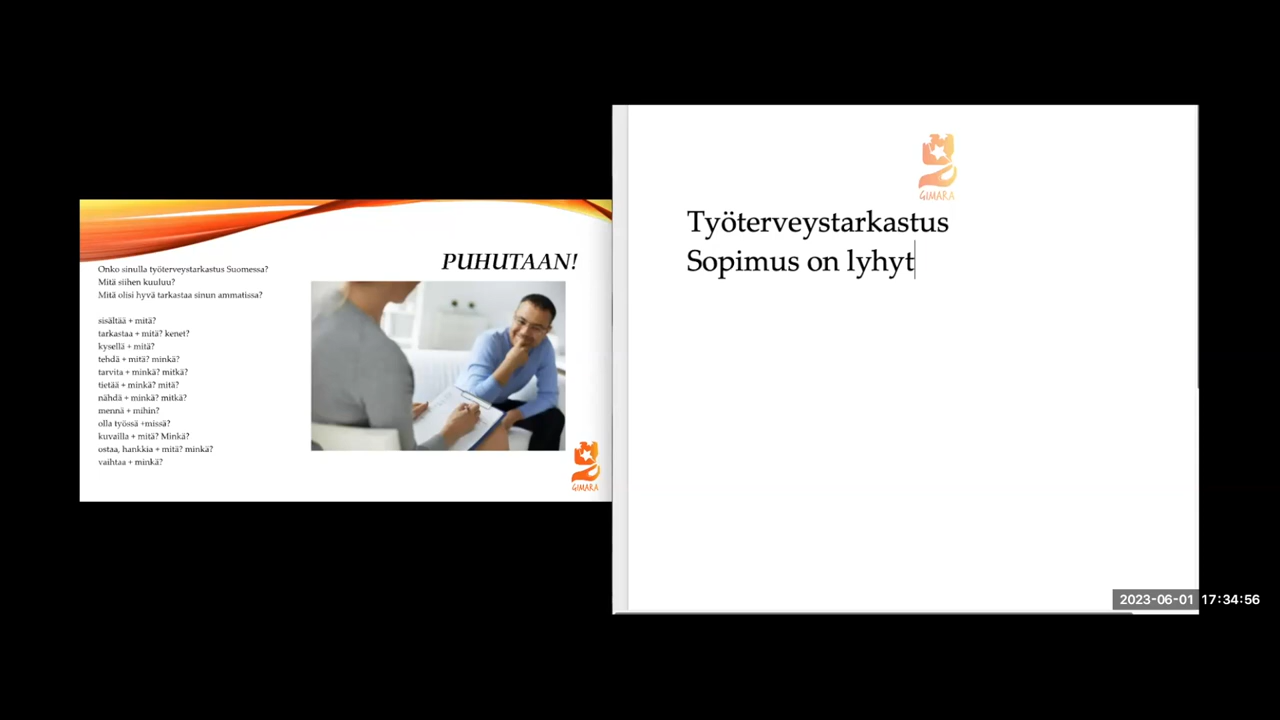 PUHUTAAN!
Onko sinulla työterveystarkastus Suomessa?
Mitä siihen kuuluu?
Mitä olisi hyvä tarkastaa sinun ammatissa?
sisältää + mitä?
tarkastaa + mitä? kenet?
kysellä + mitä?
tehdä + mitä? minkä?
tarvita + minkä? mitkä?
tietää + minkä? mitä?
nähdä + minkä? mitkä?
mennä + mihin?
olla työssä +missä?
kuvailla + mitä? Minkä?
ostaa, hankkia + mitä? minkä?
vaihtaa + minkä?
GIMARA
GIMARA
Työterveystarkastus
Sopimus on lyhyt
2023-06-01 17:34:56